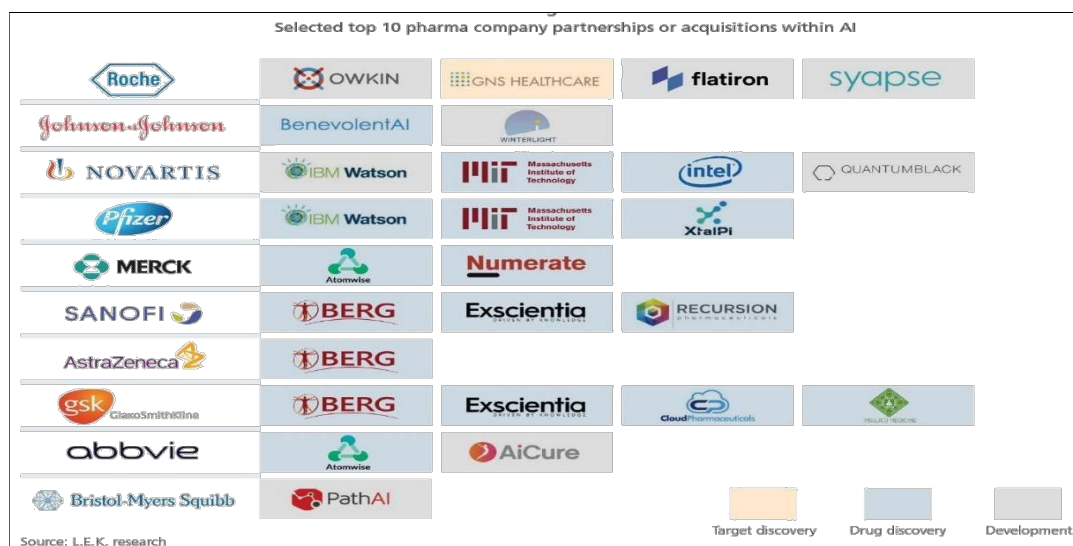 Selected top 10 pharma company partnerships or acquisitions within AI
Roche OWKIN GNS HEALTHCARE flatiron syapse
Johnson & Johnson BenevolentAI WINTERLIGHT
NOVARTIS IBM Watson MIT Massachusetts Institute of Technology intel QUANTUMBLACK
Pfizer IBM Watson MIT Massachusetts Institute of Technology XtalPi
MERCK Atomwise Numerate
SANOFI BERG Exscientia DRIVEN BY KNOWLEDGE RECURSION pharmaceuticals
AstraZeneca BERG
gsk GlaxoSmithKline BERG Exscientia DRIVEN BY KNOWLEDGE CloudPharmaceuticals
abbvie Atomwise AiCure
Bristol-Myers Squibb PathAI
Target discovery Drug discovery Development
Source: L.E.K. research